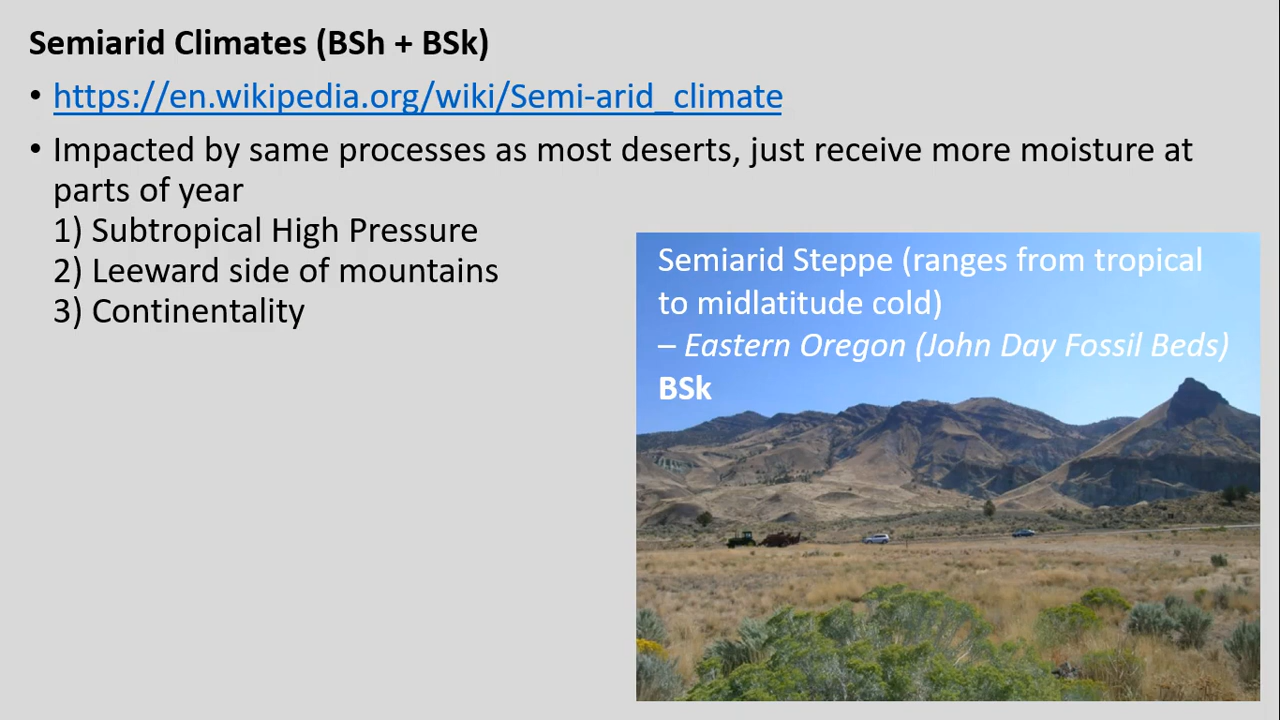 Semiarid Climates (BSh + BSk)
• https://en.wikipedia.org/wiki/Semi-arid_climate
• Impacted by same processes as most deserts, just receive more moisture at
parts of year
1) Subtropical High Pressure
2) Leeward side of mountains
3) Continentality
Semiarid Steppe (ranges from tropical
to midlatitude cold)
– Eastern Oregon (John Day Fossil Beds)
BSk